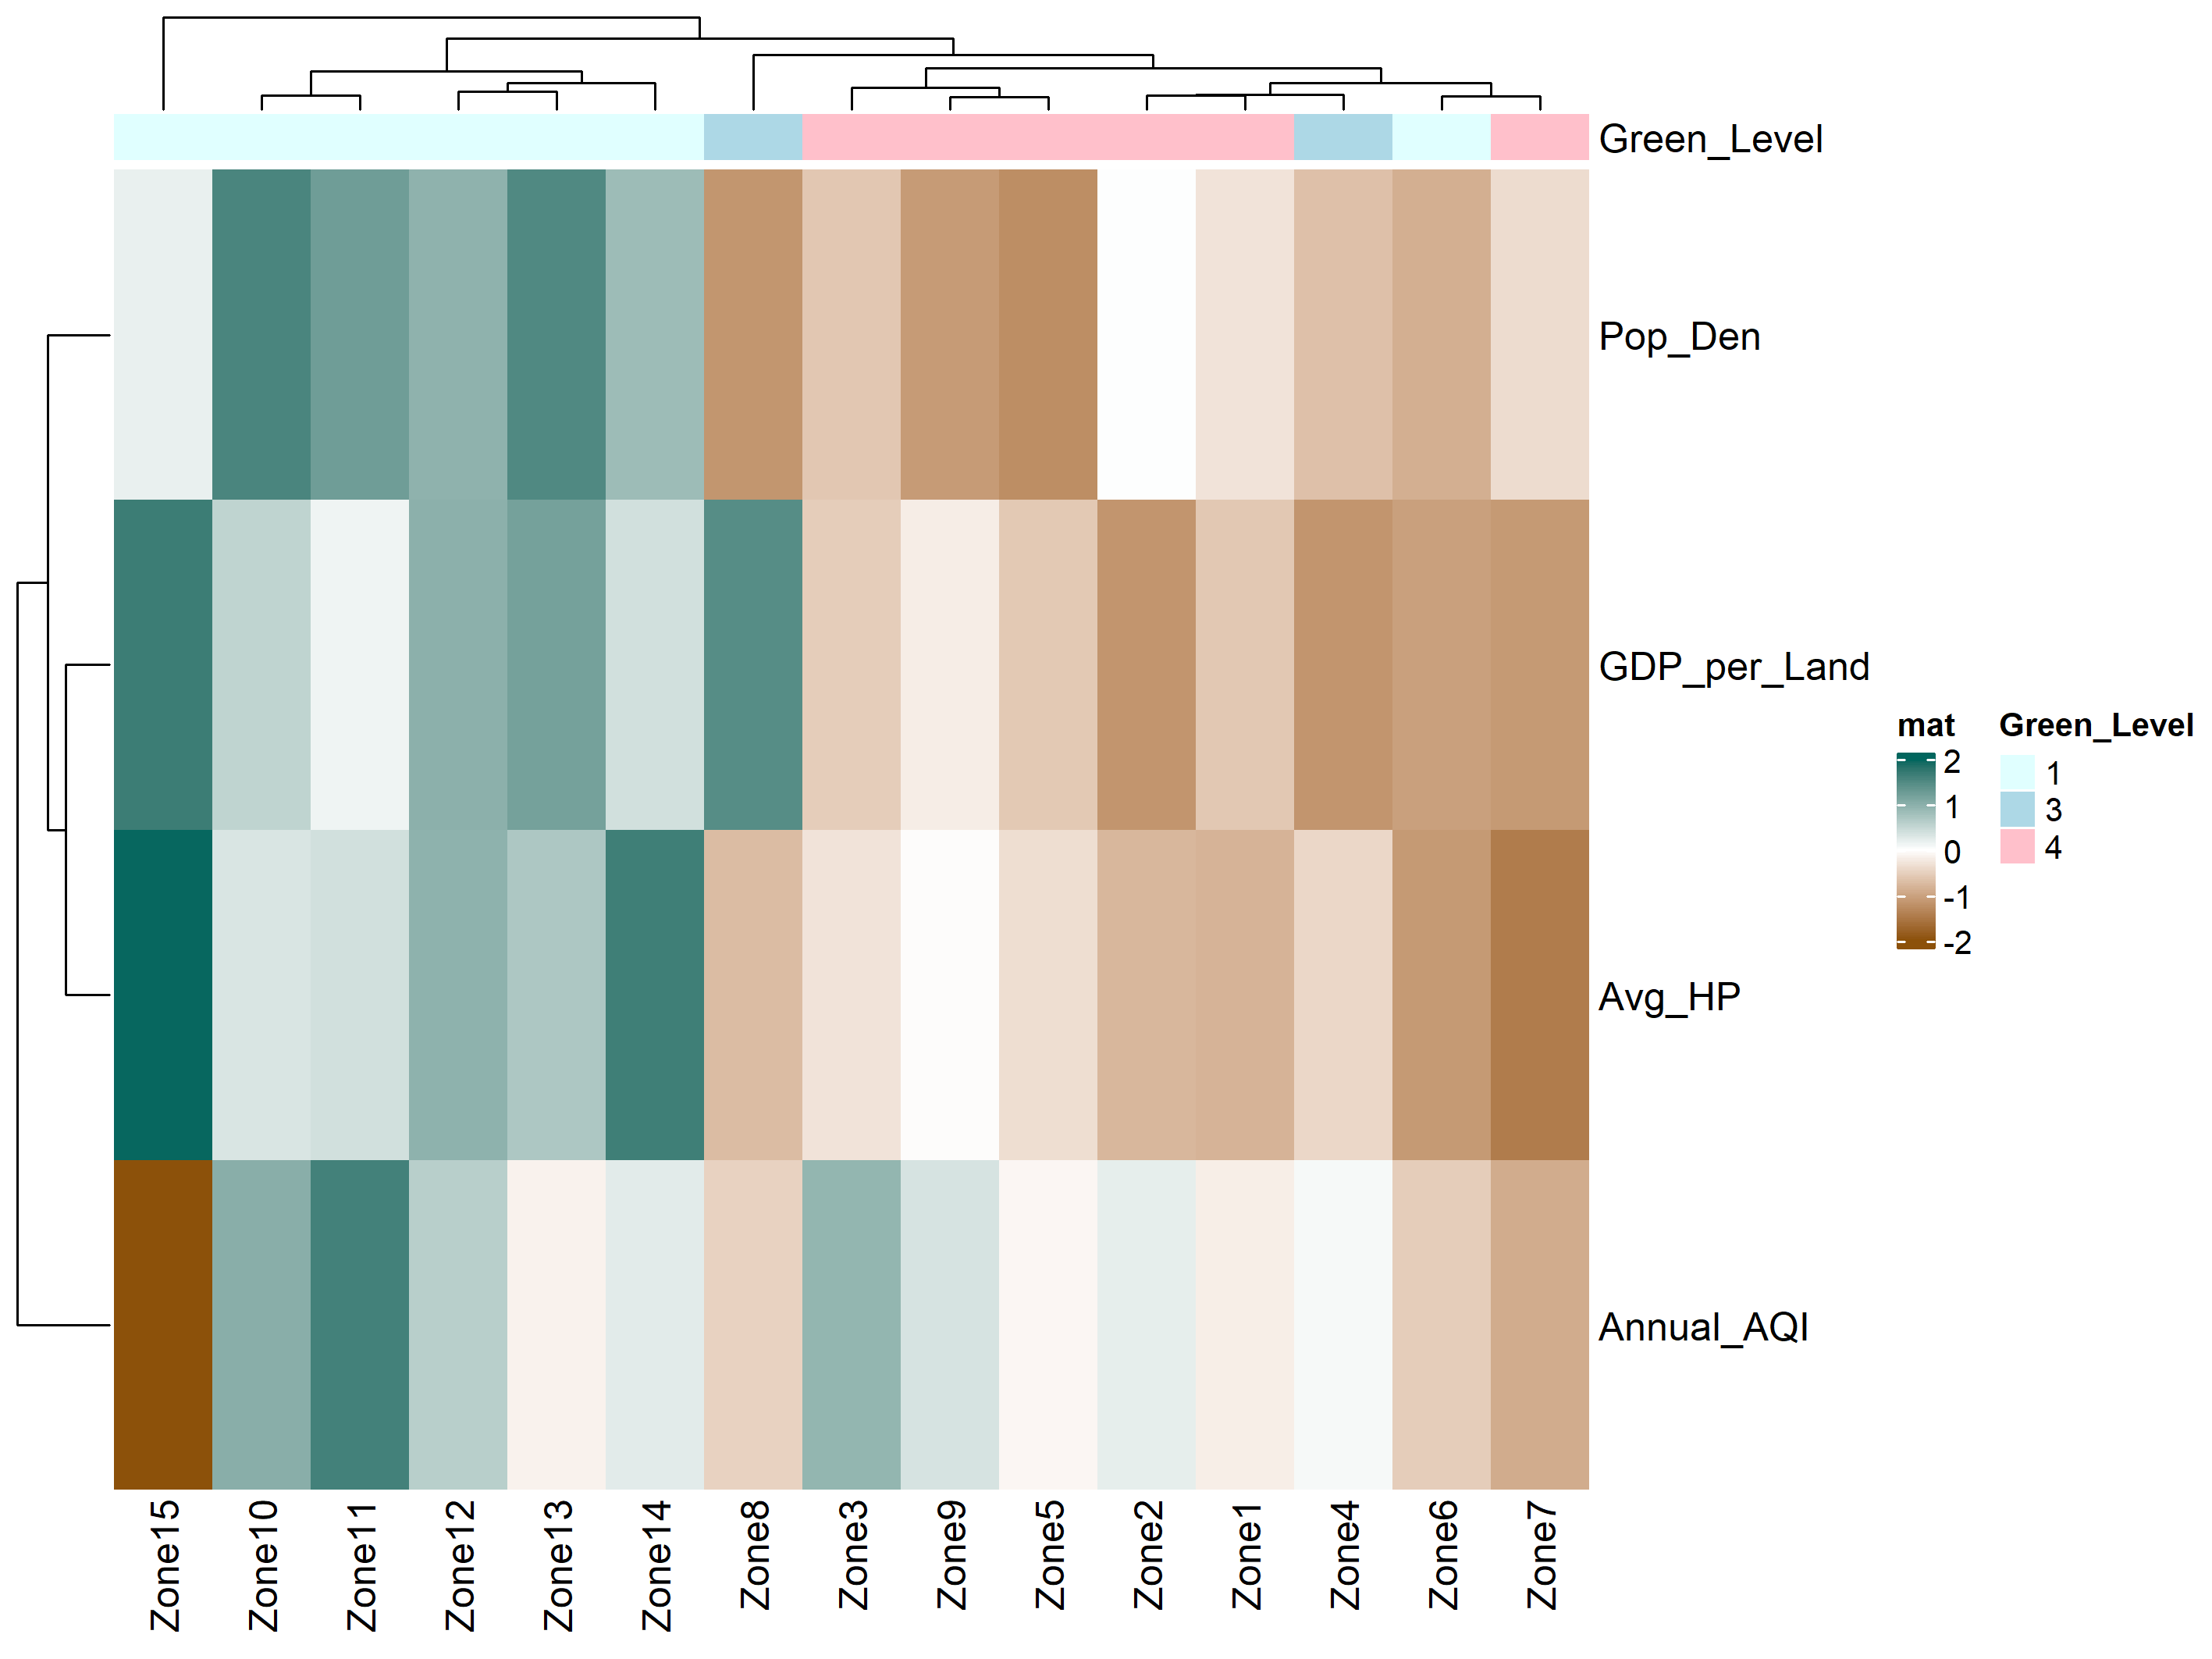 Green_Level
Pop_Den
GDP_per_Land
Avg_HP
Annual_AQI
mat
2
1
0
-1
-2
Green_Level
1
3
4
Zone15
Zone10
Zone11
Zone12
Zone13
Zone14
Zone8
Zone3
Zone9
Zone5
Zone2
Zone1
Zone4
Zone6
Zone7